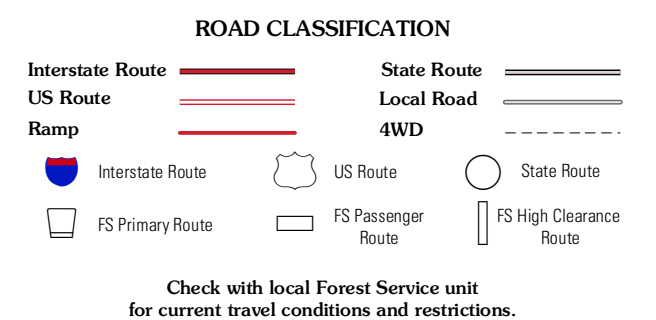 ROAD CLASSIFICATION
Interstate Route
State Route
US Route
Local Road
Ramp
4WD
Interstate Route
US Route
State Route
FS Primary Route
FS Passenger
Route
FS High Clearance
Route
Check with local Forest Service unit
for current travel conditions and restrictions.